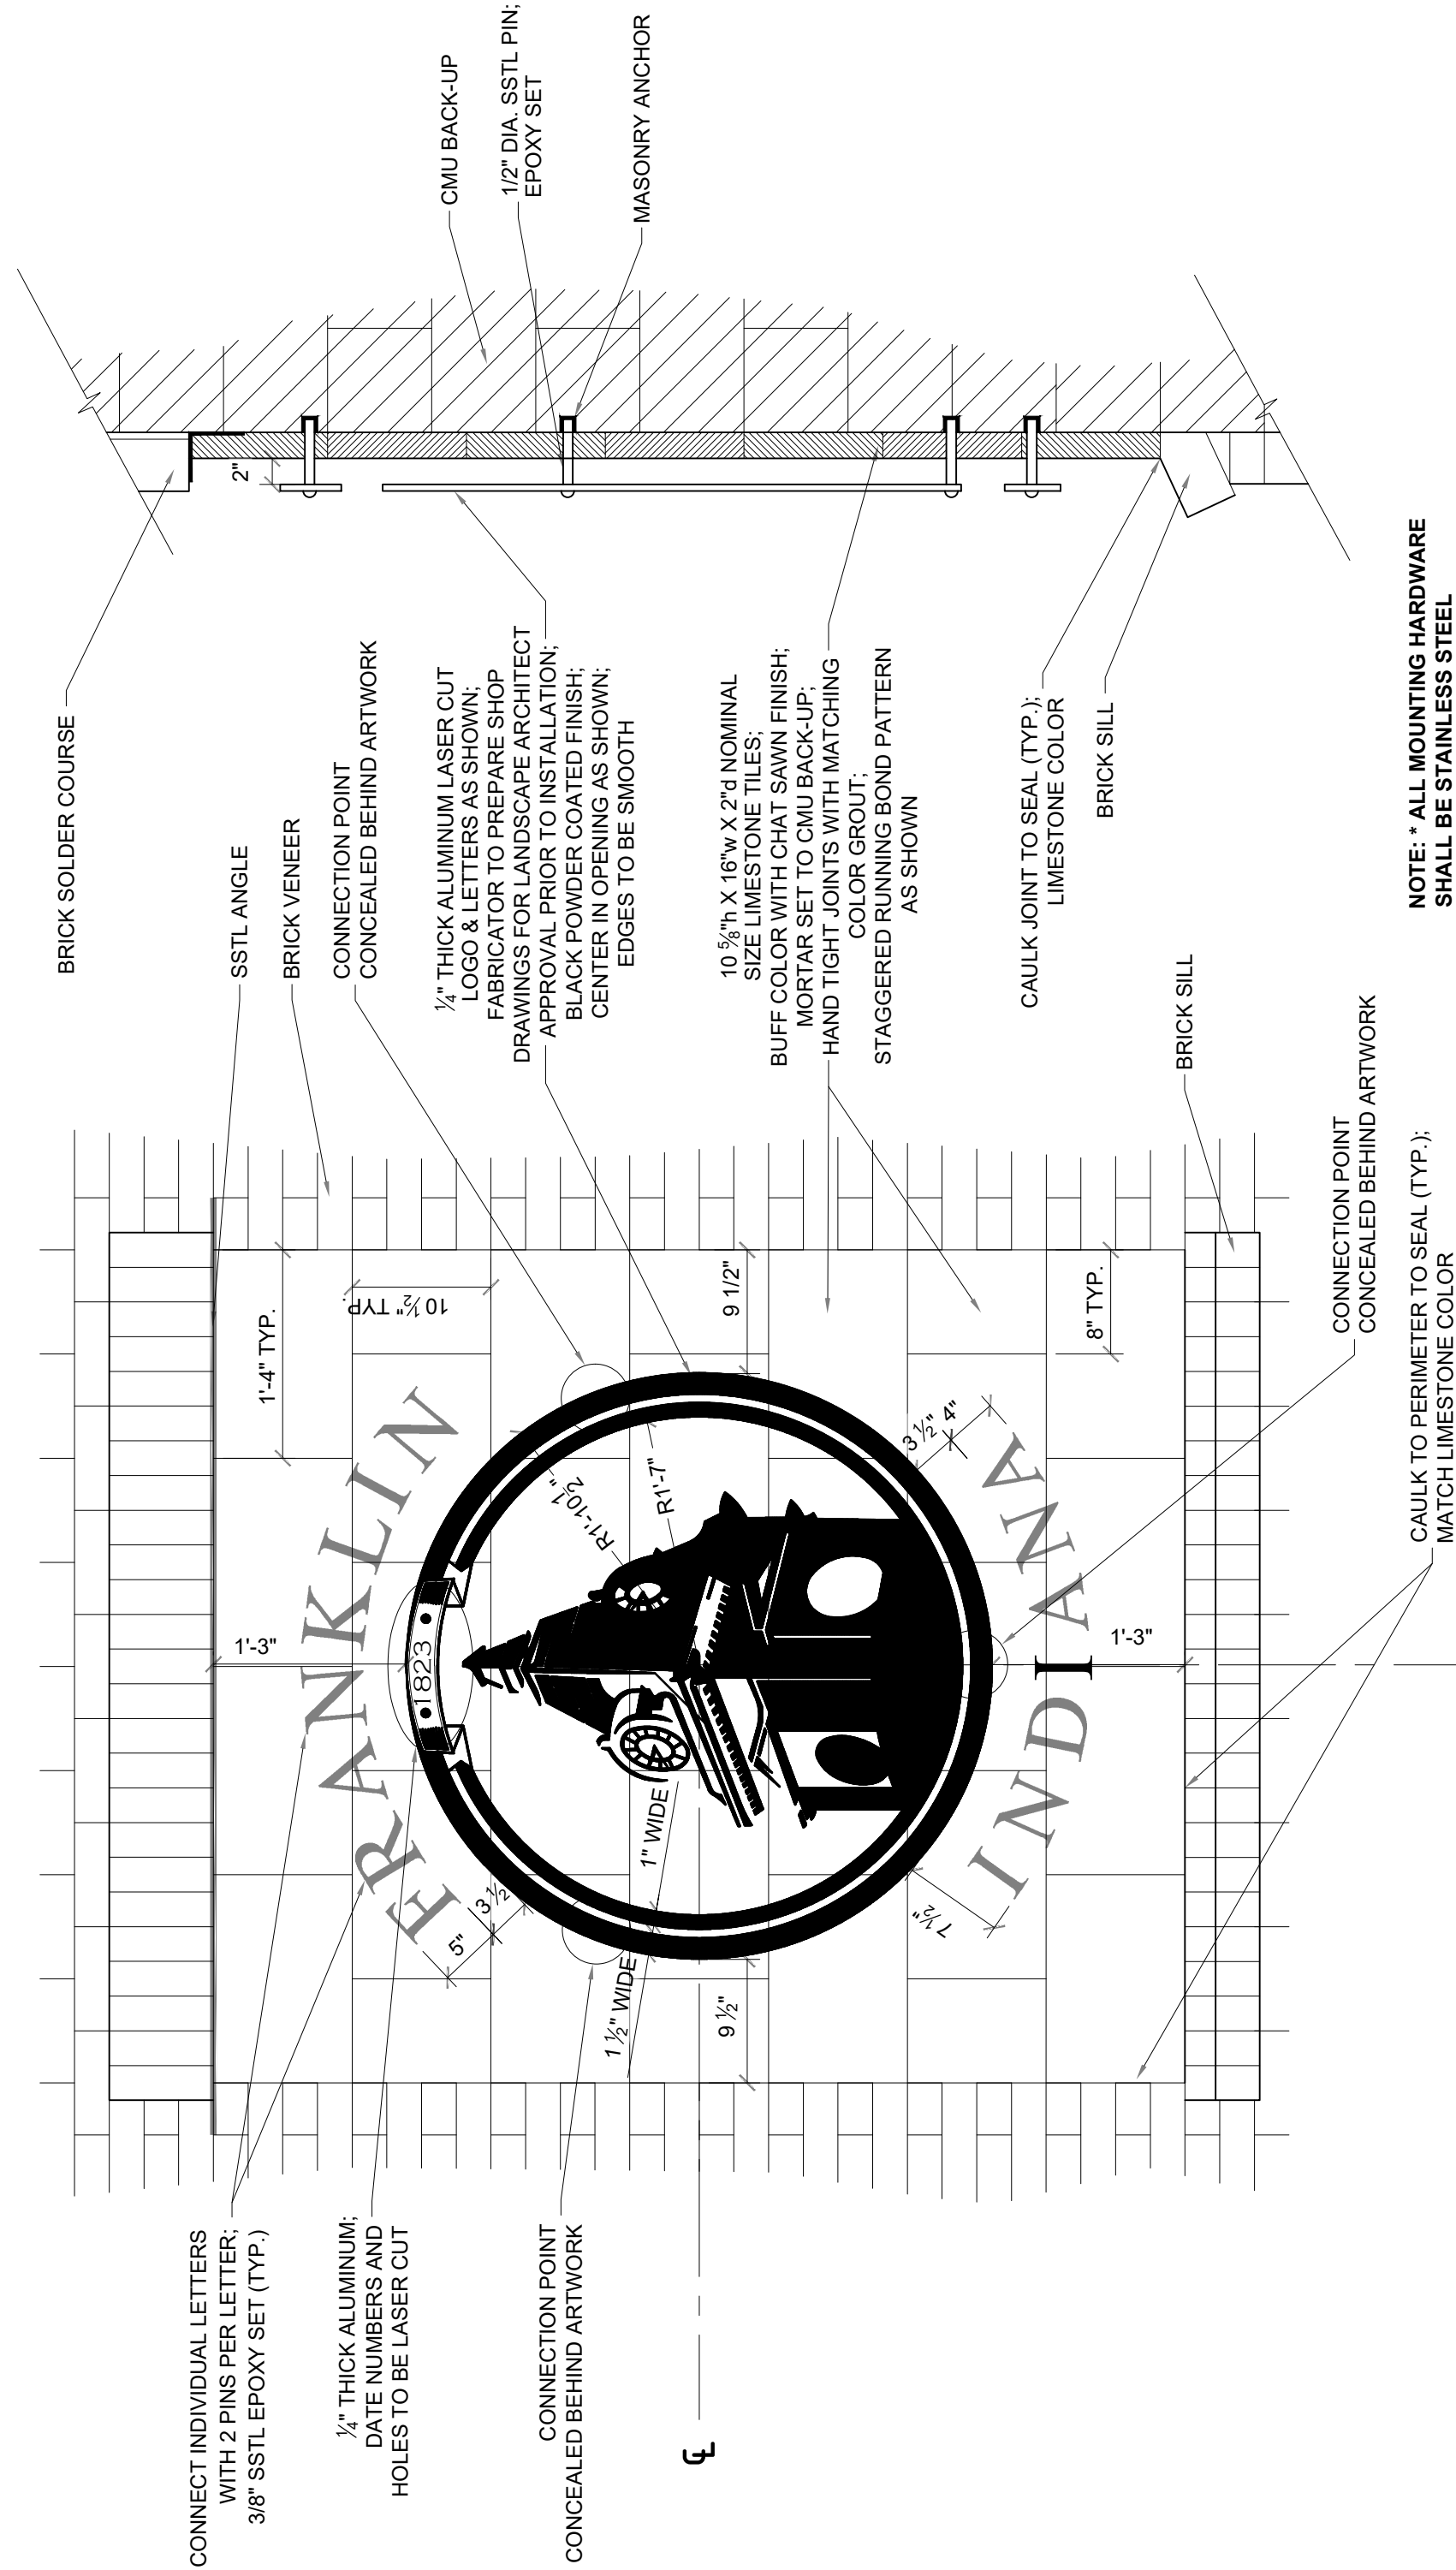 CONNECT INDIVIDUAL LETTERS
WITH 2 PINS PER LETTER;
3/8" SSTL EPOXY SET (TYP.)
¼" THICK ALUMINUM;
DATE NUMBERS AND
HOLES TO BE LASER CUT
CONNECTION POINT
CONCEALED BEHIND ARTWORK
CL
FRANKLIN
1823
INDIANA
1'-3"
1'-4" TYP.
10 ½" TYP.
5"
3 ½"
R1'-10½"
R1'-7"
1" WIDE
1 ½" WIDE
9 ½"
9 1/2"
3 ½"
4"
7 ½"
8" TYP.
1'-3"
BRICK SOLDER COURSE
SSTL ANGLE
BRICK VENEER
CONNECTION POINT
CONCEALED BEHIND ARTWORK
¼" THICK ALUMINUM LASER CUT
LOGO & LETTERS AS SHOWN;
FABRICATOR TO PREPARE SHOP
DRAWINGS FOR LANDSCAPE ARCHITECT
APPROVAL PRIOR TO INSTALLATION;
BLACK POWDER COATED FINISH;
CENTER IN OPENING AS SHOWN;
EDGES TO BE SMOOTH
10 ⅝"h X 16"w X 2"d NOMINAL
SIZE LIMESTONE TILES;
BUFF COLOR WITH CHAT SAWN FINISH;
MORTAR SET TO CMU BACK-UP;
HAND TIGHT JOINTS WITH MATCHING
COLOR GROUT;
STAGGERED RUNNING BOND PATTERN
AS SHOWN
CAULK JOINT TO SEAL (TYP.);
LIMESTONE COLOR
BRICK SILL
BRICK SILL
CONNECTION POINT
CONCEALED BEHIND ARTWORK
CAULK TO PERIMETER TO SEAL (TYP.);
MATCH LIMESTONE COLOR
2"
CMU BACK-UP
1/2" DIA. SSTL PIN;
EPOXY SET
MASONRY ANCHOR
NOTE: * ALL MOUNTING HARDWARE
SHALL BE STAINLESS STEEL